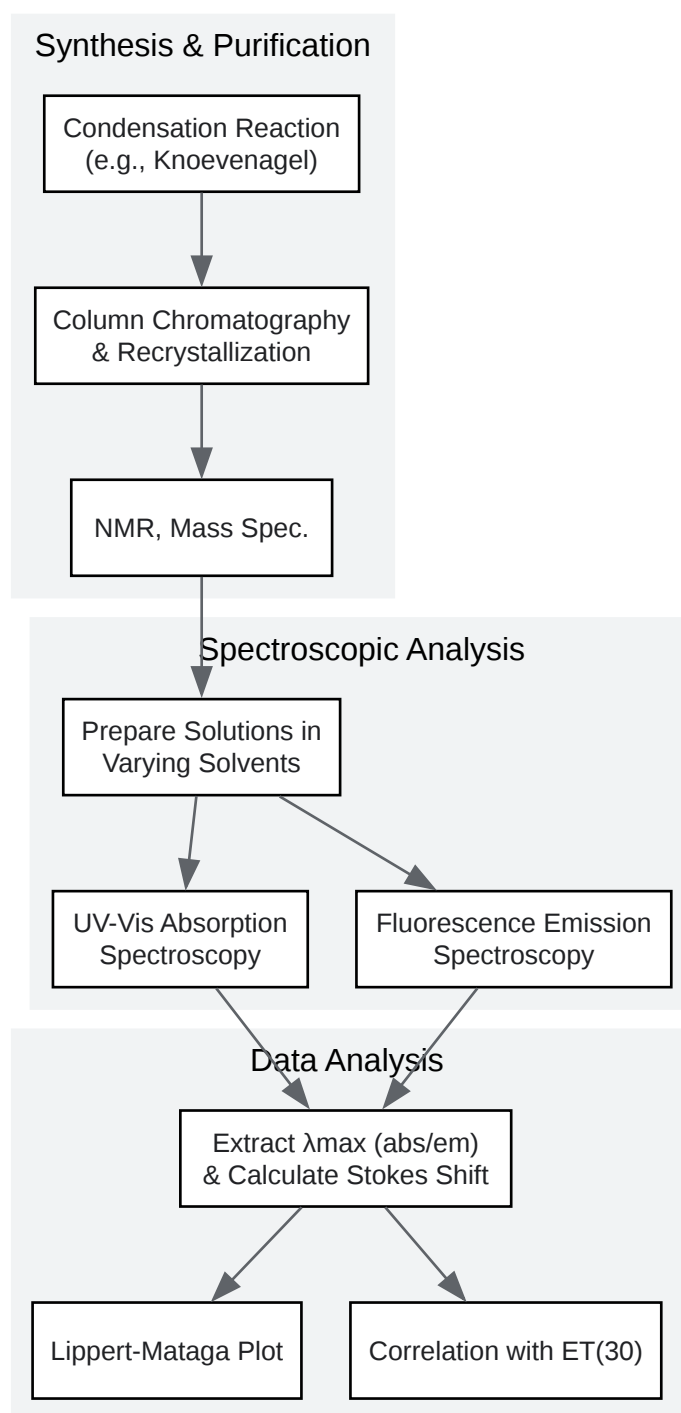 Synthesis & Purification
Condensation Reaction
(e.g., Knoevenagel)
Column Chromatography
& Recrystallization
NMR, Mass Spec.
Spectroscopic Analysis
Prepare Solutions in
Varying Solvents
UV-Vis Absorption
Spectroscopy
Fluorescence Emission
Spectroscopy
Data Analysis
Extract λmax (abs/em)
& Calculate Stokes Shift
Lippert-Mataga Plot
Correlation with ET(30)